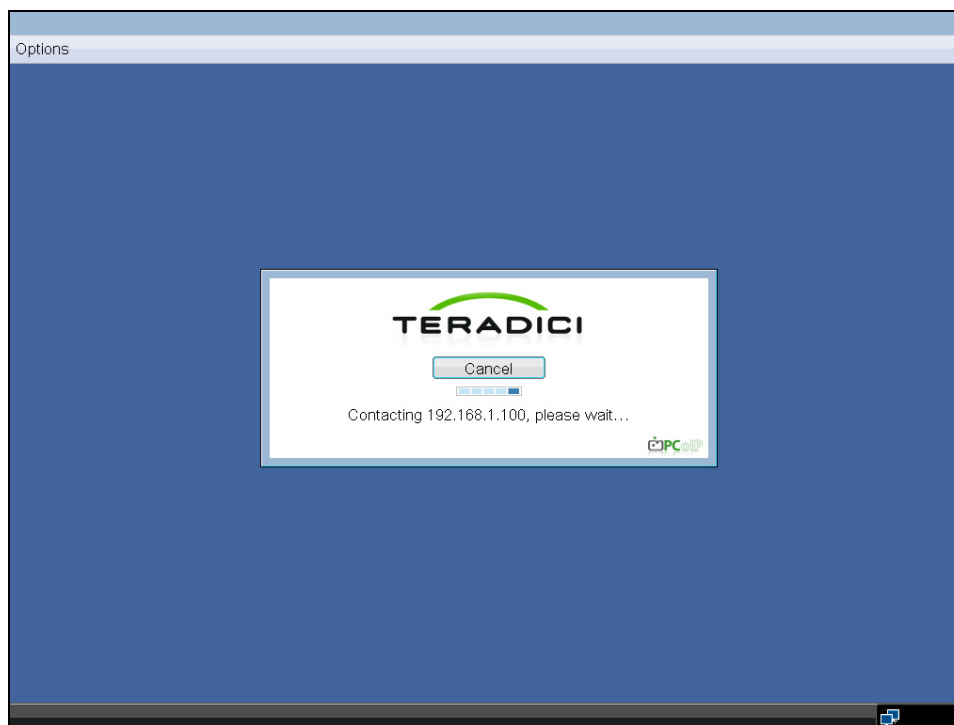 Options
TERADICI
Cancel
Contacting 192.168.1.100, please wait...
PCoIP